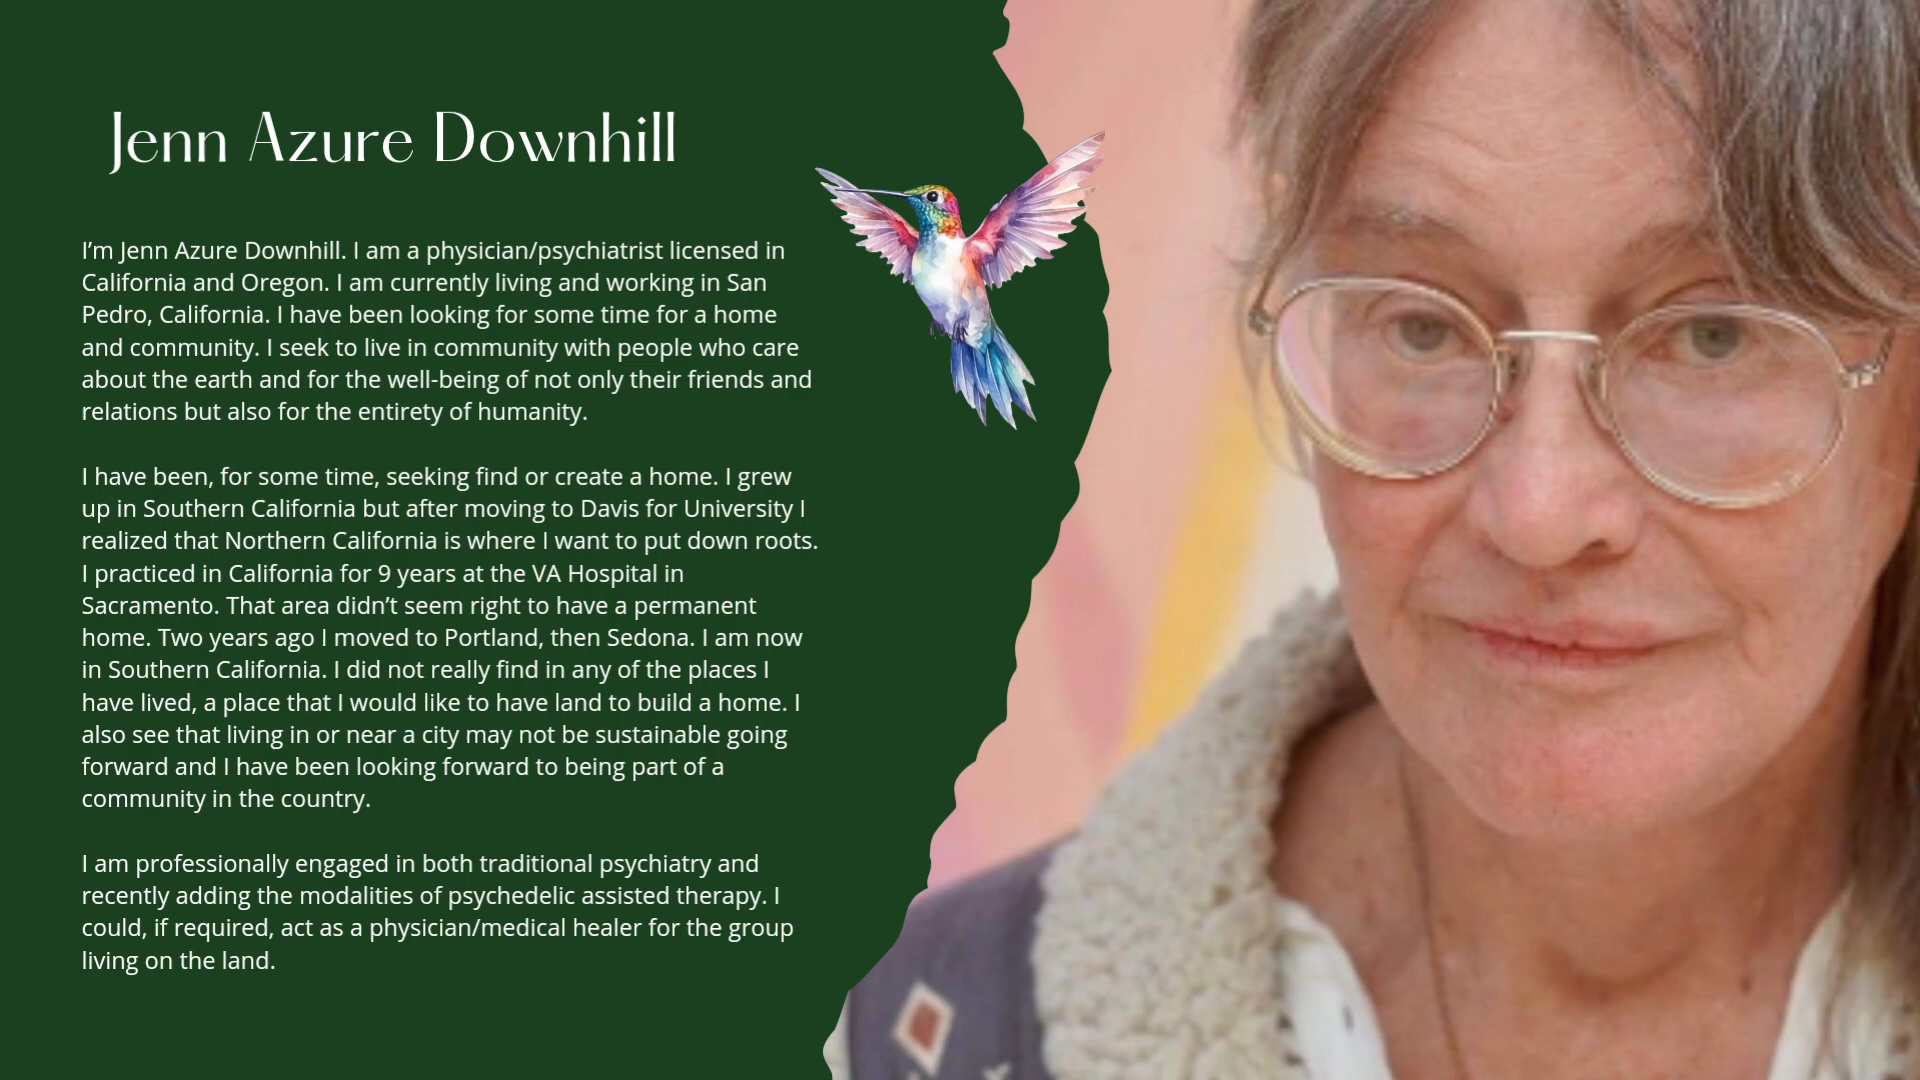 Jenn Azure Downhill
I’m Jenn Azure Downhill. I am a physician/psychiatrist licensed in
California and Oregon. I am currently living and working in San
Pedro, California. I have been looking for some time for a home
and community. I seek to live in community with people who care
about the earth and for the well-being of not only their friends and
relations but also for the entirety of humanity.
I have been, for some time, seeking find or create a home. I grew
up in Southern California but after moving to Davis for University I
realized that Northern California is where I want to put down roots.
I practiced in California for 9 years at the VA Hospital in
Sacramento. That area didn’t seem right to have a permanent
home. Two years ago I moved to Portland, then Sedona. I am now
in Southern California. I did not really find in any of the places I
have lived, a place that I would like to have land to build a home. I
also see that living in or near a city may not be sustainable going
forward and I have been looking forward to being part of a
community in the country.
I am professionally engaged in both traditional psychiatry and
recently adding the modalities of psychedelic assisted therapy. I
could, if required, act as a physician/medical healer for the group
living on the land.